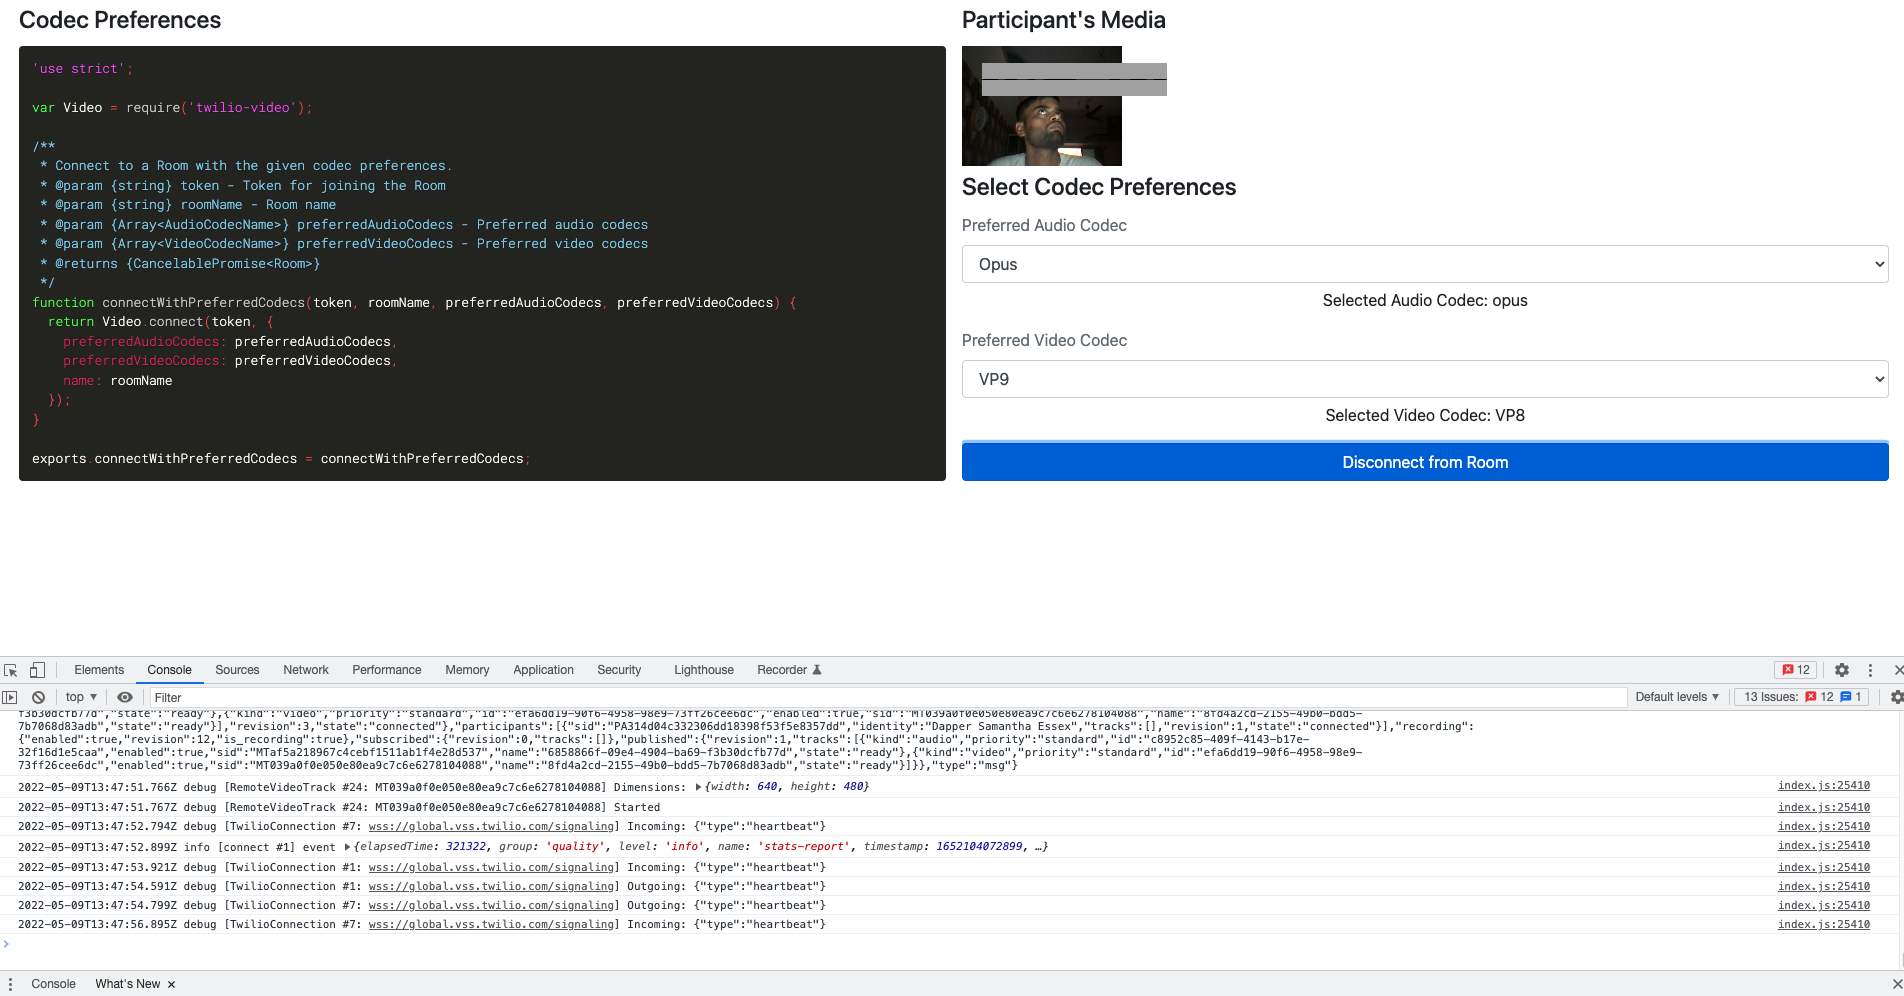 Codec Preferences
'use strict';
var Video = require('twilio-video');
/**
* Connect to a Room with the given codec preferences.
* @param {string} token - Token for joining the Room
* @param {string} roomName - Room name
* @param {Array<AudioCodecName>} preferredAudioCodecs - Preferred audio codecs
* @param {Array<VideoCodecName>} preferredVideoCodecs - Preferred video codecs
* @returns {CancelablePromise<Room>}
*/
function connectWithPreferredCodecs(token, roomName, preferredAudioCodecs, preferredVideoCodecs) {
return Video.connect(token, {
preferredAudioCodecs: preferredAudioCodecs,
preferredVideoCodecs: preferredVideoCodecs,
name: roomName
});
}
exports.connectWithPreferredCodecs = connectWithPreferredCodecs;
Participant's Media
Select Codec Preferences
Preferred Audio Codec
Opus
Selected Audio Codec: opus
Preferred Video Codec
VP9
Selected Video Codec: VP8
Disconnect from Room
Elements Console Sources Network Performance Memory Application Security Lighthouse Recorder 12
top Filter Default levels 13 Issues: 12 1
f3b30dcfb77d","state":"ready"},{"kind":"video","priority":"standard","id":"efa6dd19-90f6-4958-98e9-73ff26cee6dc","enabled":true,"sid":"MT039a0f0e050e80ea9c7c6e6278104088","name":"8fd4a2cd-2155-49b0-bdd5-
7b7068d83adb","state":"ready"}],"revision":3,"state":"connected"},"participants":[{"sid":"PA314d04c332306dd18398f53f5e8357dd","identity":"Dapper Samantha Essex","tracks":[],"revision":1,"state":"connected"}],"recording":
{"enabled":true,"revision":12,"is_recording":true},"subscribed":{"revision":0,"tracks":[]},"published":{"revision":1,"tracks":[{"kind":"audio","priority":"standard","id":"c8952c85-409f-4143-b17e-
32f16d1e5caa","enabled":true,"sid":"MTaf5a218967c4cebf1511ab1f4e28d537","name":"6858866f-09e4-4904-ba69-f3b30dcfb77d","state":"ready"},{"kind":"video","priority":"standard","id":"efa6dd19-90f6-4958-98e9-
73ff26cee6dc","enabled":true,"sid":"MT039a0f0e050e80ea9c7c6e6278104088","name":"8fd4a2cd-2155-49b0-bdd5-7b7068d83adb","state":"ready"}]}},"type":"msg"}
2022-05-09T13:47:51.766Z debug [RemoteVideoTrack #24: MT039a0f0e050e80ea9c7c6e6278104088] Dimensions: {width: 640, height: 480} index.js:25410
2022-05-09T13:47:51.767Z debug [RemoteVideoTrack #24: MT039a0f0e050e80ea9c7c6e6278104088] Started index.js:25410
2022-05-09T13:47:52.794Z debug [TwilioConnection #7: wss://global.vss.twilio.com/signaling] Incoming: {"type":"heartbeat"} index.js:25410
2022-05-09T13:47:52.899Z info [connect #1] event {elapsedTime: 321322, group: 'quality', level: 'info', name: 'stats-report', timestamp: 1652104072899, …} index.js:25410
2022-05-09T13:47:53.921Z debug [TwilioConnection #1: wss://global.vss.twilio.com/signaling] Incoming: {"type":"heartbeat"} index.js:25410
2022-05-09T13:47:54.591Z debug [TwilioConnection #1: wss://global.vss.twilio.com/signaling] Outgoing: {"type":"heartbeat"} index.js:25410
2022-05-09T13:47:54.799Z debug [TwilioConnection #7: wss://global.vss.twilio.com/signaling] Outgoing: {"type":"heartbeat"} index.js:25410
2022-05-09T13:47:56.895Z debug [TwilioConnection #7: wss://global.vss.twilio.com/signaling] Incoming: {"type":"heartbeat"} index.js:25410
Console What's New